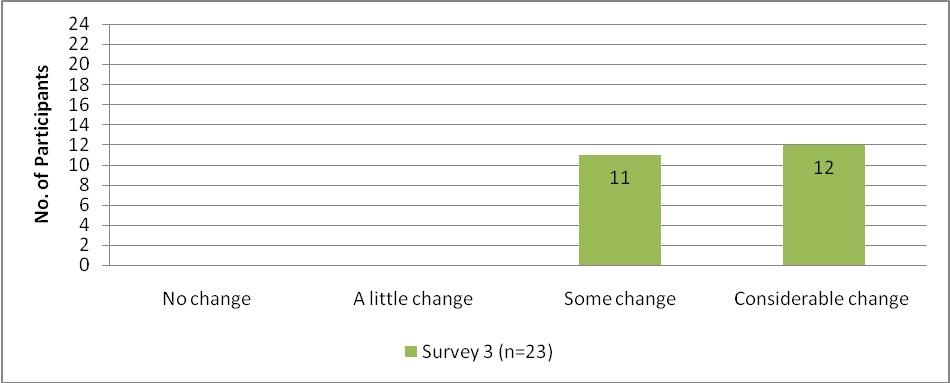 No. of Participants
24
22
20
18
16
14
12
10
8
6
4
2
0
11
12
No change
A little change
Some change
Considerable change
Survey 3 (n=23)